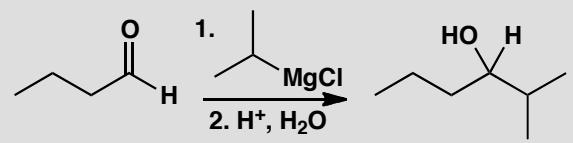 O
H
1.
MgCl
2. H⁺, H₂O
HO H